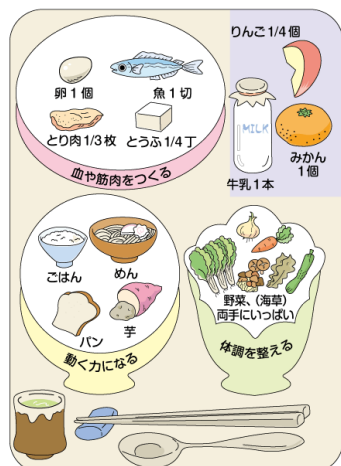 りんご1/4個
卵1個
魚1切
とり肉1/3枚
とうふ1/4丁
血や筋肉をつくる
MILK
牛乳1本
みかん
1個
ごはん
めん
パン
芋
動く力になる
野菜、(海草)
両手にいっぱい
体調を整える